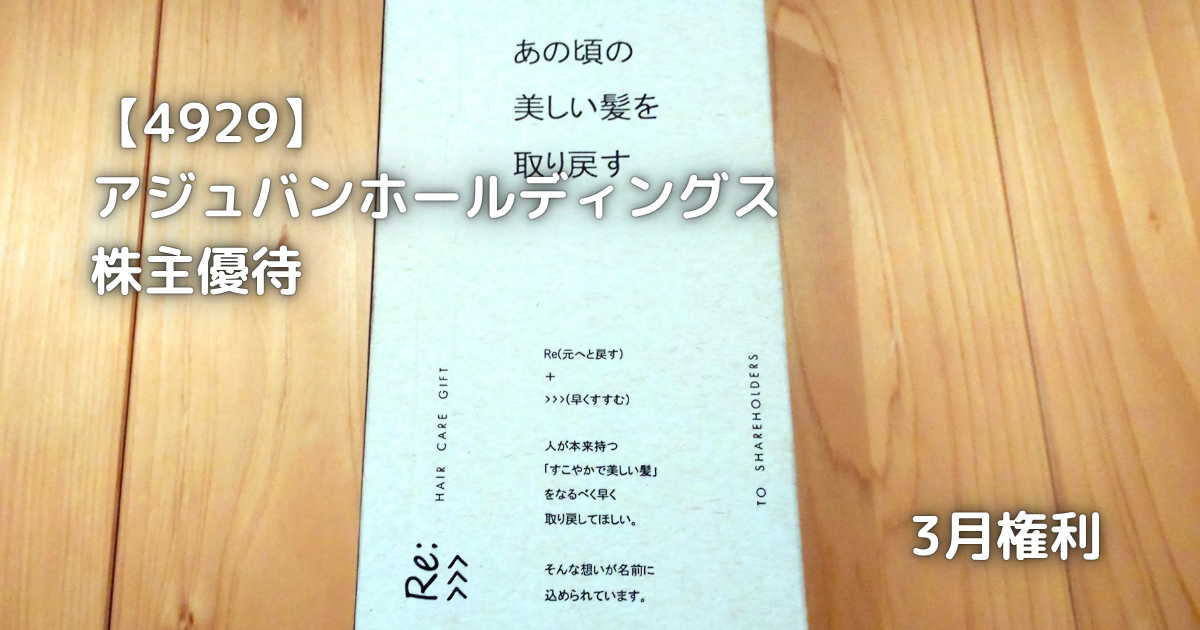 【4929】
アジュバンホールディングス
株主優待
あの頃の
美しい髪を
取り戻す
Re(元へと戻す)
+
>>>(早くすすむ)
人が本来持つ
「すこやかで美しい髪」
をなるべく早く
取り戻してほしい。
そんな想いが名前に
込められています。
HAIR CARE GIFT
TO SHAREHOLDERS
Re:
>>>
3月権利